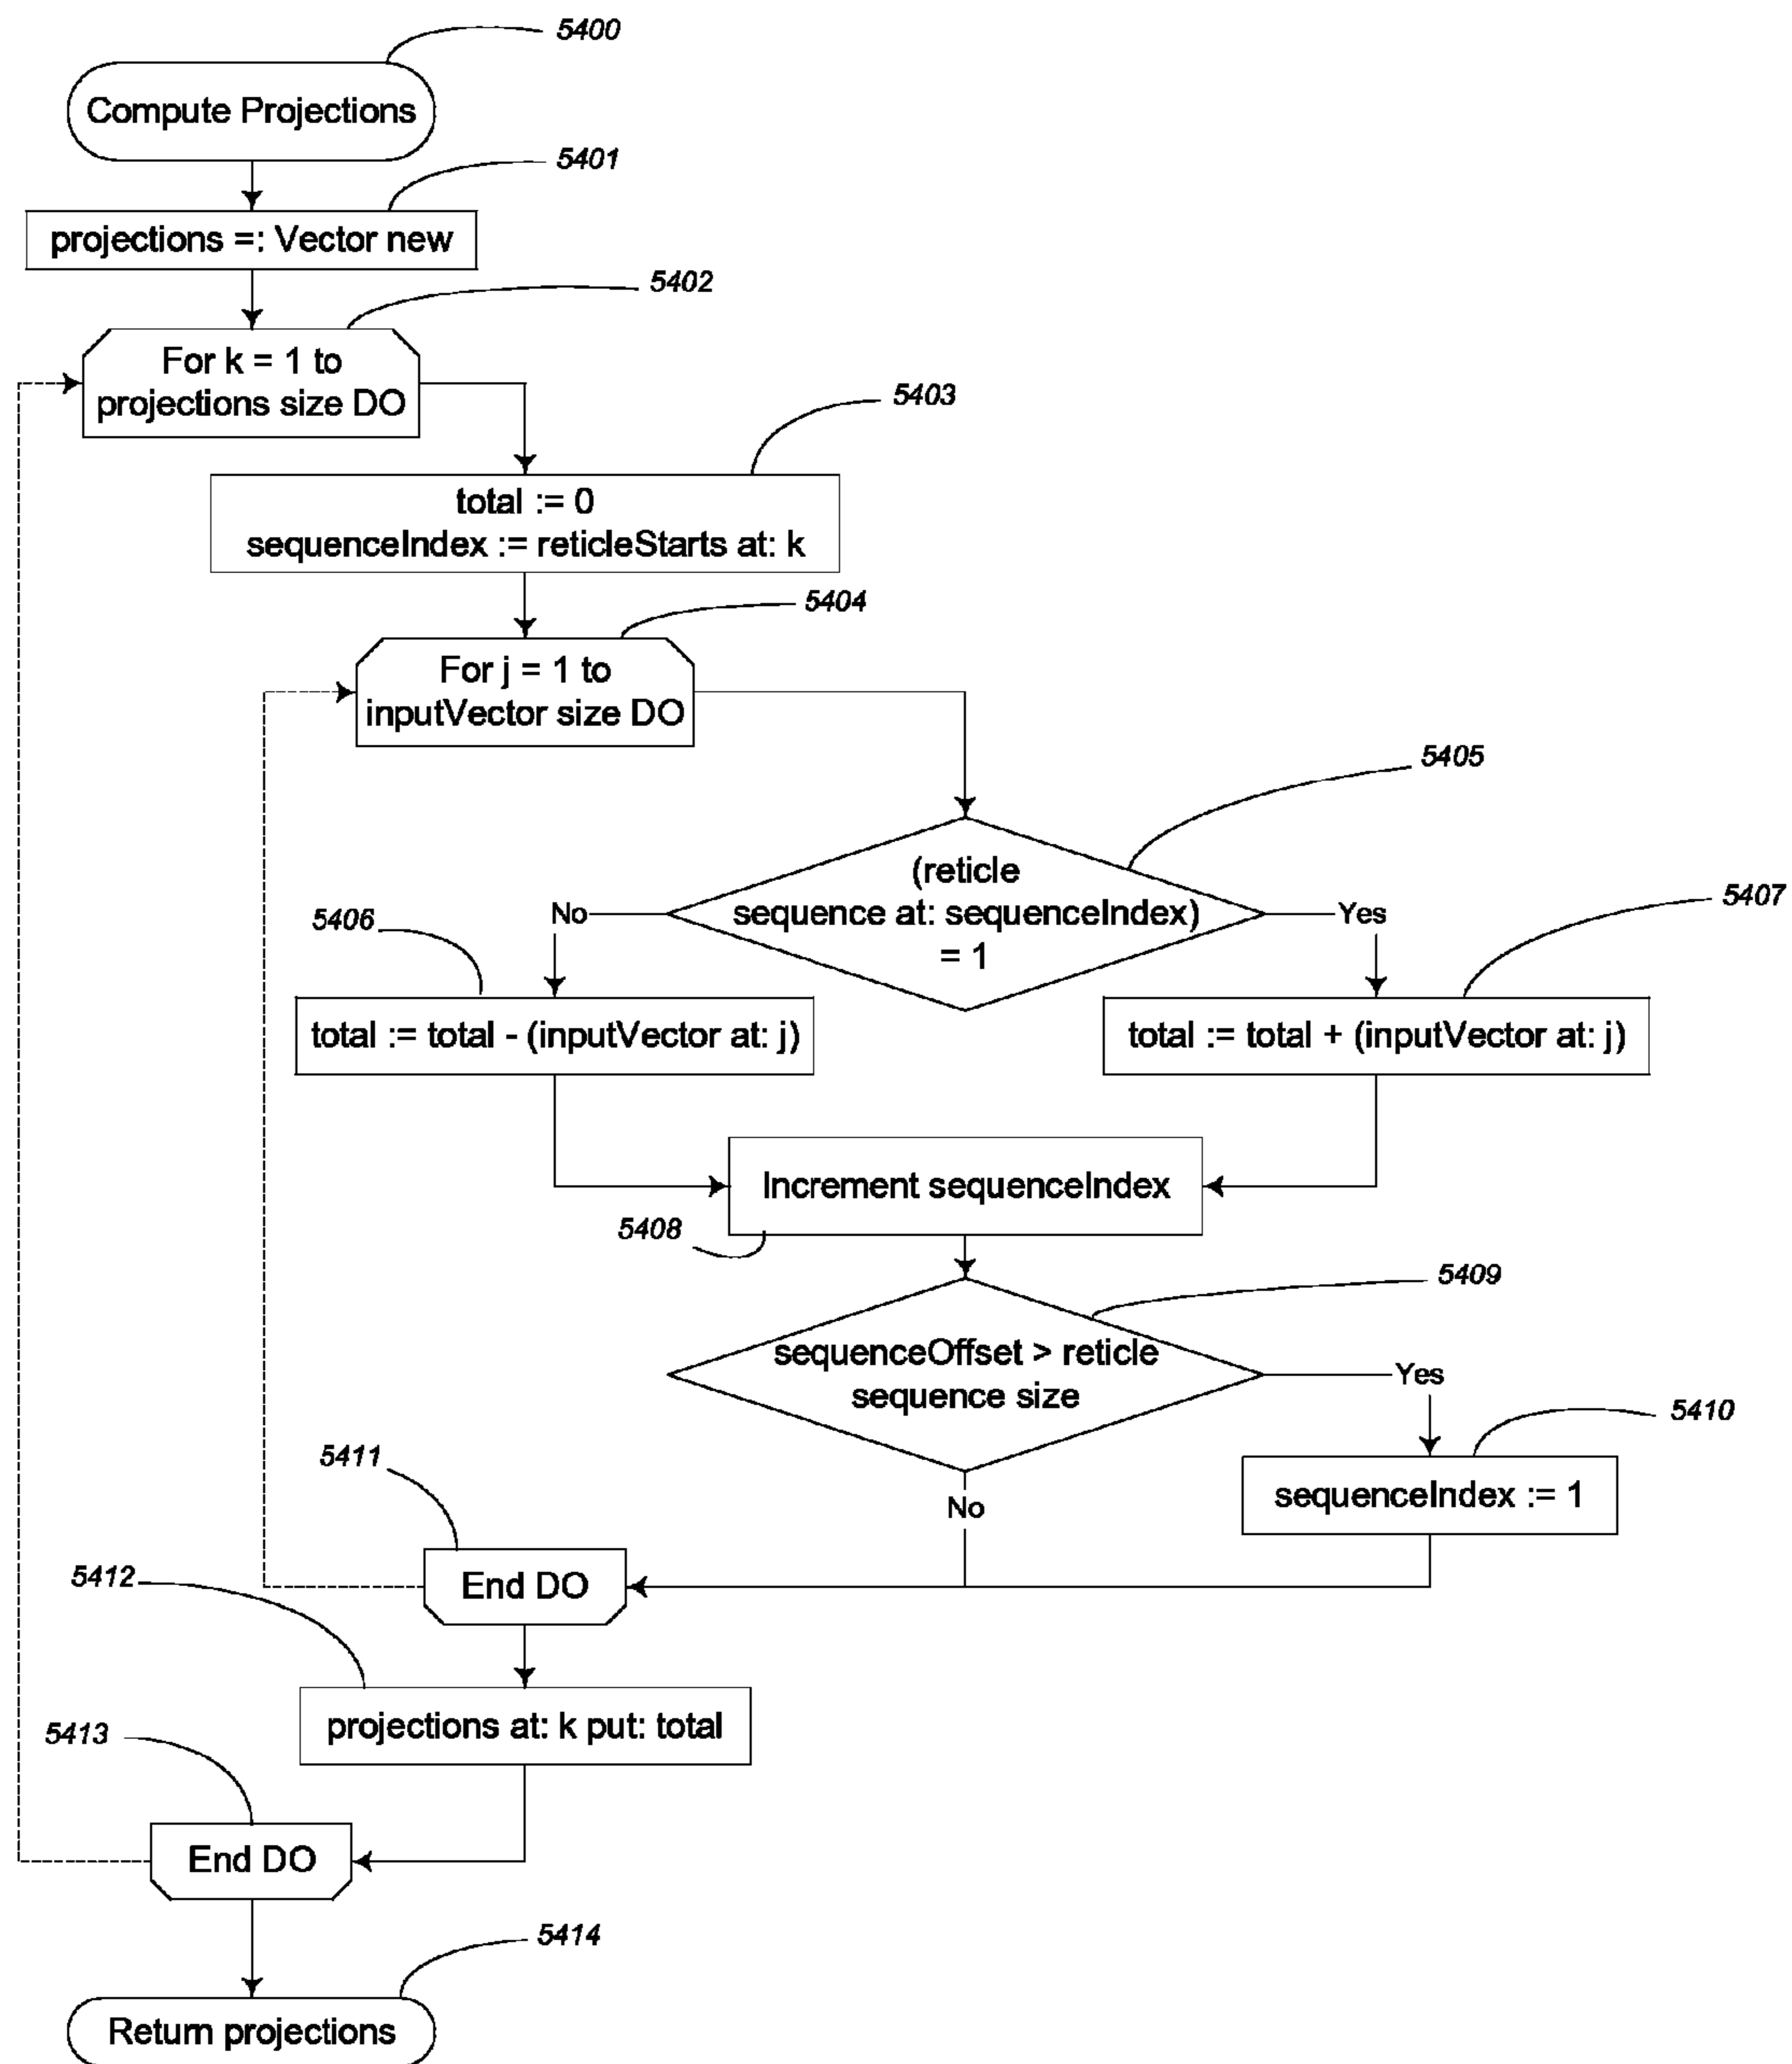 5400
Compute Projections
5401
projections =: Vector new
5402
For k = 1 to
projections size DO
5403
total := 0
sequenceIndex := reticleStarts at: k
5404
For j = 1 to
inputVector size DO
5405
(reticle
sequence at: sequenceIndex)
= 1
5406
No
Yes
5407
total := total - (inputVector at: j)
total := total + (inputVector at: j)
Increment sequenceIndex
5408
5409
sequenceOffset > reticle
sequence size
Yes
5410
sequenceIndex := 1
No
5411
End DO
5412
projections at: k put: total
5413
End DO
5414
Return projections